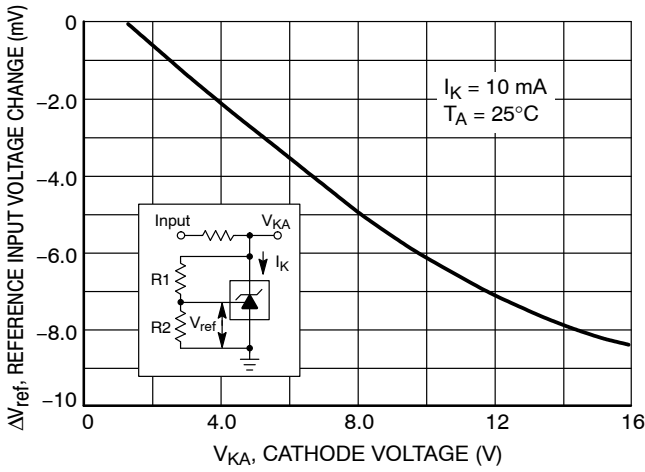 ΔVref, REFERENCE INPUT VOLTAGE CHANGE (mV)
0
−2.0
−4.0
−6.0
−8.0
−10
IK = 10 mA
TA = 25°C
Input
VKA
IK
R1
R2
Vref
0
4.0
8.0
12
16
VKA, CATHODE VOLTAGE (V)